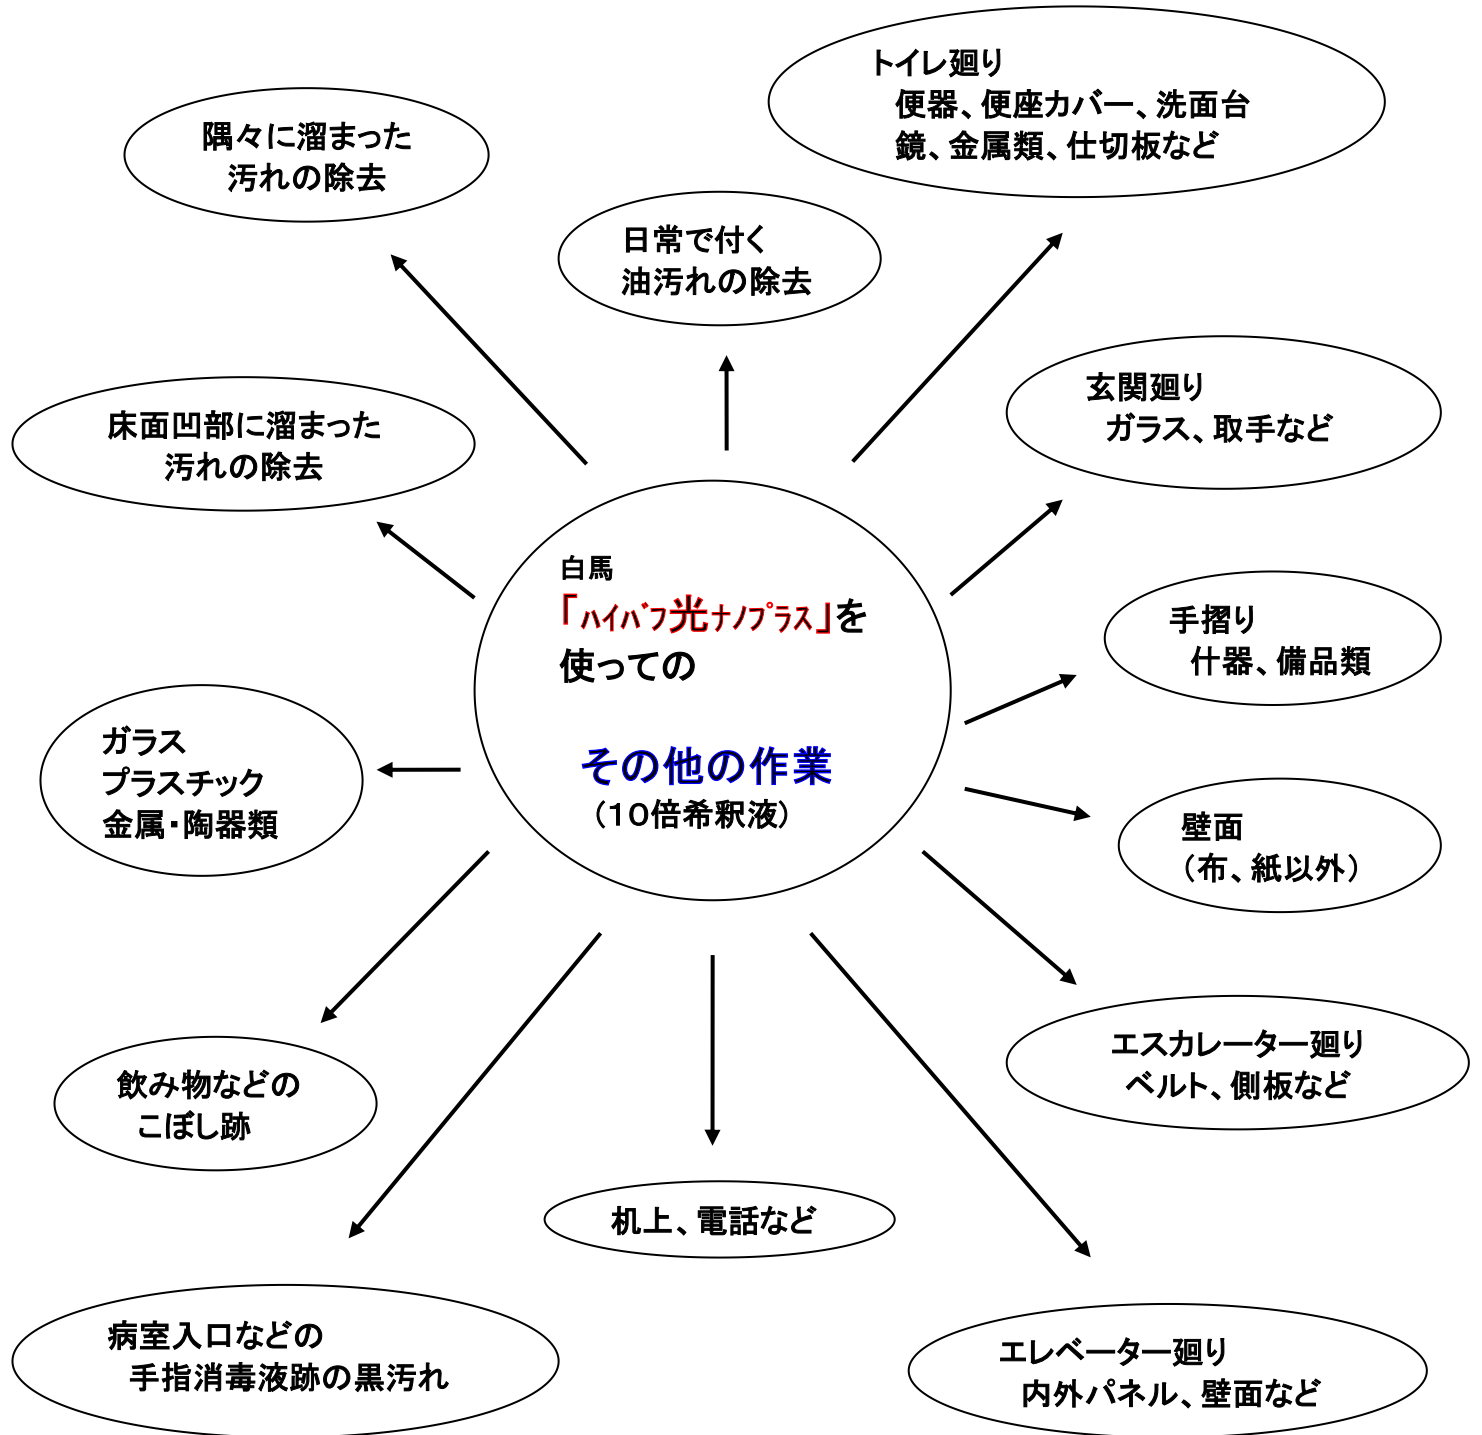 トイレ廻り
便器、便座カバー、洗面台
鏡、金属類、仕切板など
隅々に溜まった
汚れの除去
日常で付く
油汚れの除去
玄関廻り
ガラス、取手など
床面凹部に溜まった
汚れの除去
白馬
「ﾊｲﾊﾞﾌ光ﾅﾉﾌﾟﾗｽ」を
使っての
その他の作業
（１０倍希釈液）
手摺り
什器、備品類
ガラス
プラスチック
金属・陶器類
壁面
（布、紙以外）
エスカレーター廻り
ベルト、側板など
飲み物などの
こぼし跡
机上、電話など
病室入口などの
手指消毒液跡の黒汚れ
エレベーター廻り
内外パネル、壁面など